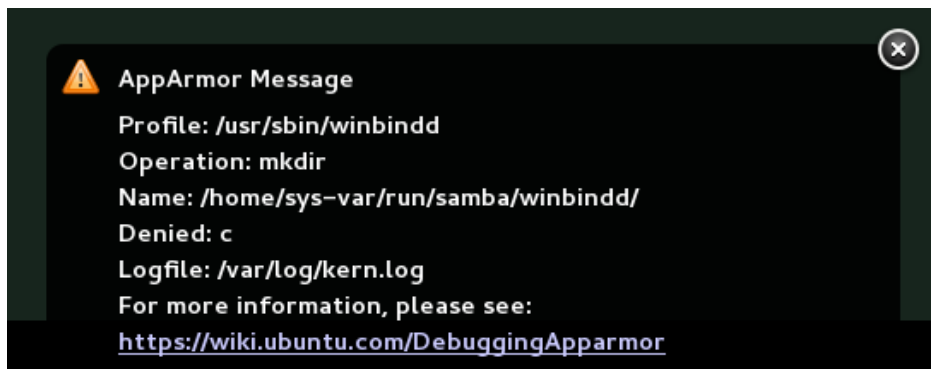 AppArmor Message
Profile: /usr/sbin/winbindd
Operation: mkdir
Name: /home/sys-var/run/samba/winbindd/
Denied: c
Logfile: /var/log/kern.log
For more information, please see:
https://wiki.ubuntu.com/DebuggingApparmor